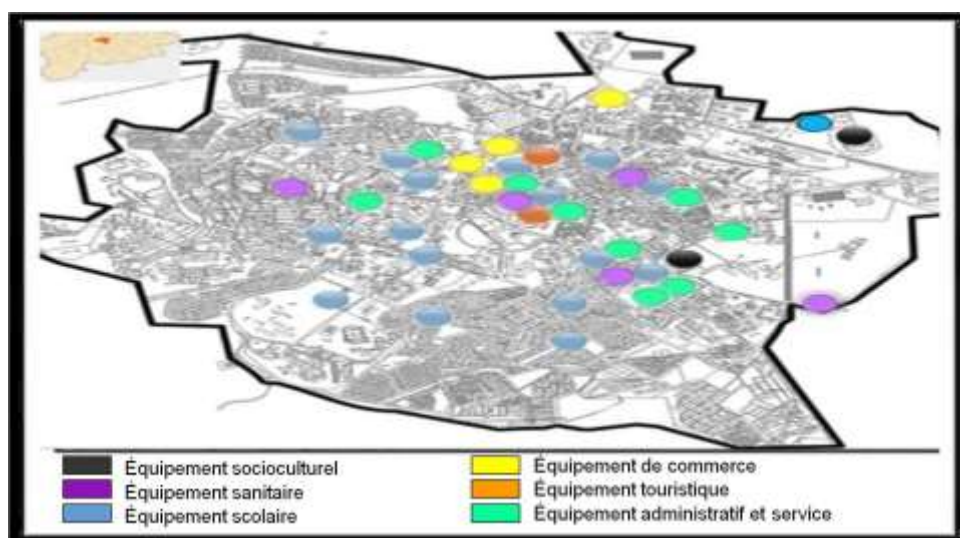 Équipement socioculturel
Équipement sanitaire
Équipement scolaire
Équipement de commerce
Équipement touristique
Équipement administratif et service